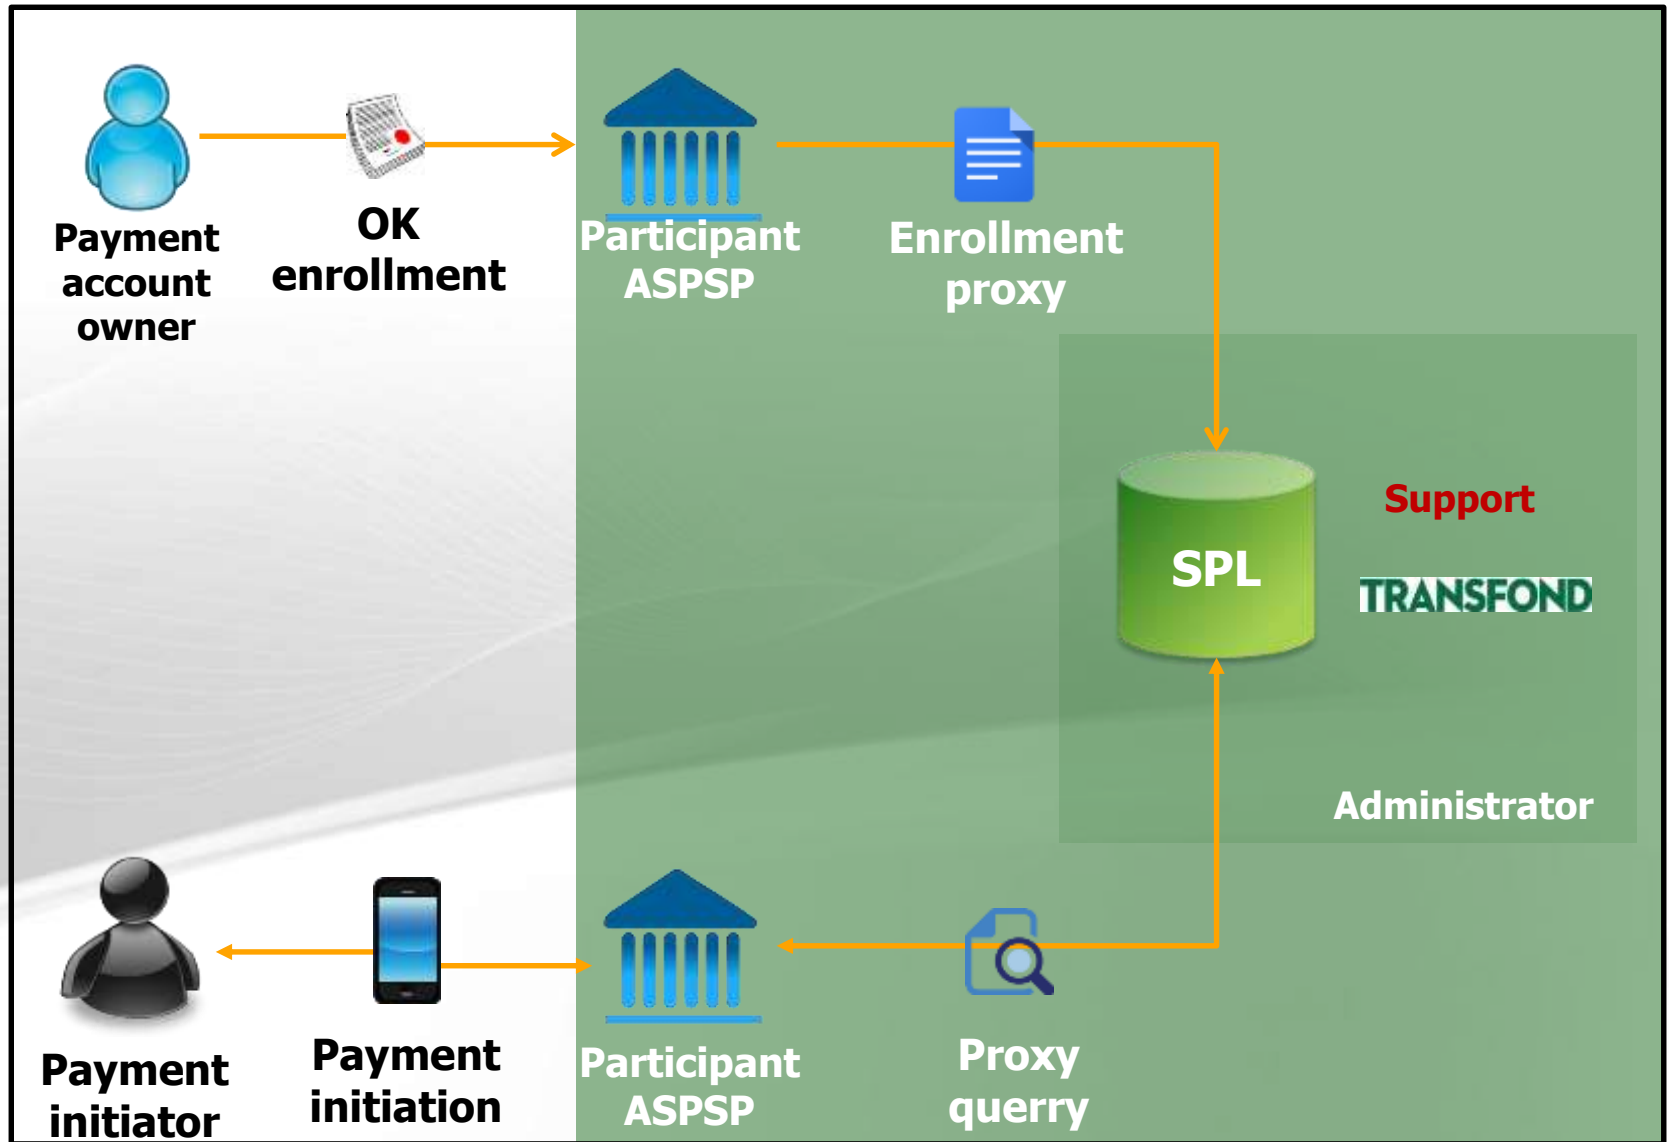 Payment
account
owner
OK
enrollment
Participant
ASPSP
Enrollment
proxy
SPL
Support
TRANSFOND
Administrator
Payment
initiator
Payment
initiation
Participant
ASPSP
Proxy
querry